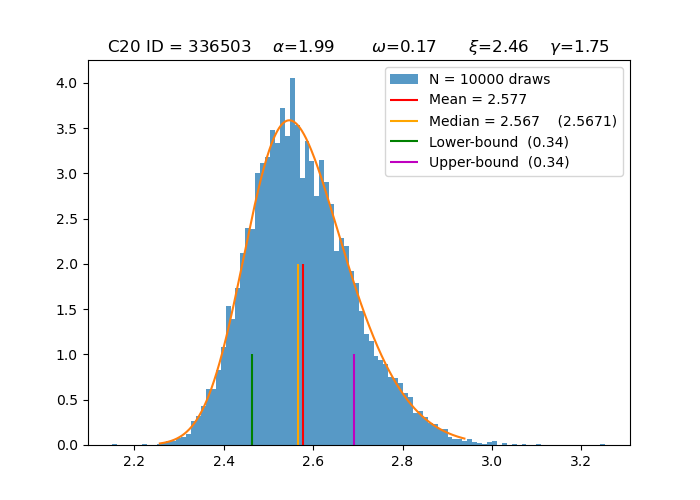 C20 ID = 336503 α=1.99 ω=0.17 ξ=2.46 γ=1.75
N = 10000 draws
Mean = 2.577
Median = 2.567 (2.5671)
Lower-bound (0.34)
Upper-bound (0.34)
4.0
3.5
3.0
2.5
2.0
1.5
1.0
0.5
0.0
2.2 2.4 2.6 2.8 3.0 3.2